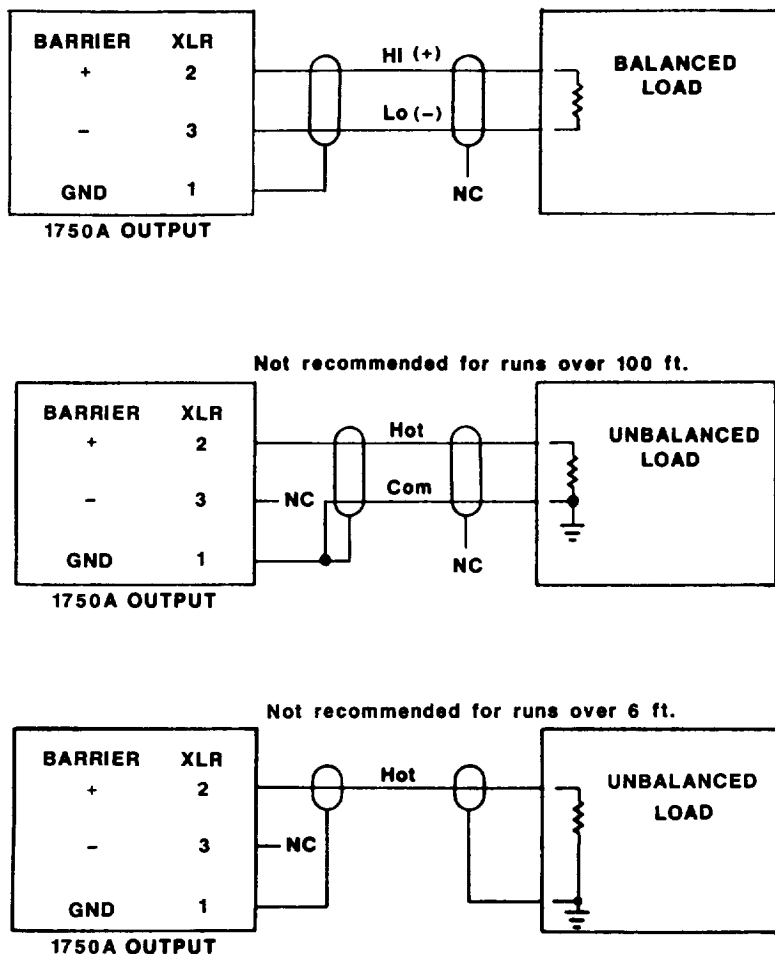 BARRIER XLR
+ 2
Hi (+)
BALANCED
LOAD
− 3
Lo (−)
GND 1
NC
1750A OUTPUT
Not recommended for runs over 100 ft.
BARRIER XLR
+ 2
Hot
UNBALANCED
LOAD
− 3
NC
Com
GND 1
NC
1750A OUTPUT
Not recommended for runs over 6 ft.
BARRIER XLR
+ 2
Hot
UNBALANCED
LOAD
− 3
NC
GND 1
1750A OUTPUT